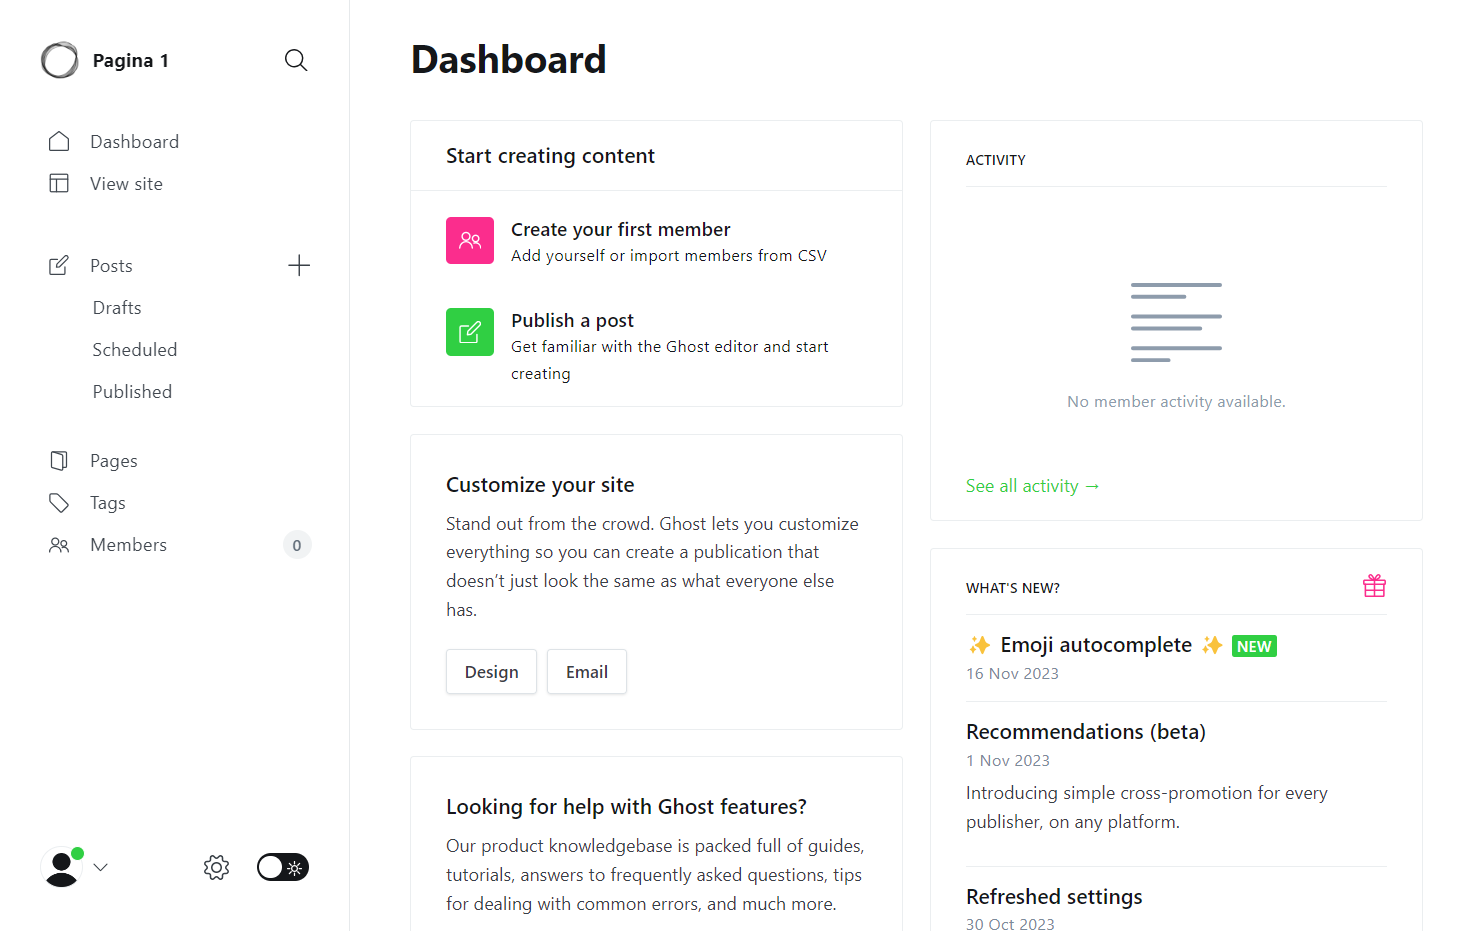 Pagina 1
Dashboard
View site
Posts
Drafts
Scheduled
Published
Pages
Tags
Members
0
Dashboard
Start creating content
Create your first member
Add yourself or import members from CSV
Publish a post
Get familiar with the Ghost editor and start
creating
Customize your site
Stand out from the crowd. Ghost lets you customize
everything so you can create a publication that
doesn’t just look the same as what everyone else
has.
Design
Email
Looking for help with Ghost features?
Our product knowledgebase is packed full of guides,
tutorials, answers to frequently asked questions, tips
for dealing with common errors, and much more.
ACTIVITY
No member activity available.
See all activity →
WHAT'S NEW?
✨ Emoji autocomplete ✨ NEW
16 Nov 2023
Recommendations (beta)
1 Nov 2023
Introducing simple cross-promotion for every
publisher, on any platform.
Refreshed settings
30 Oct 2023